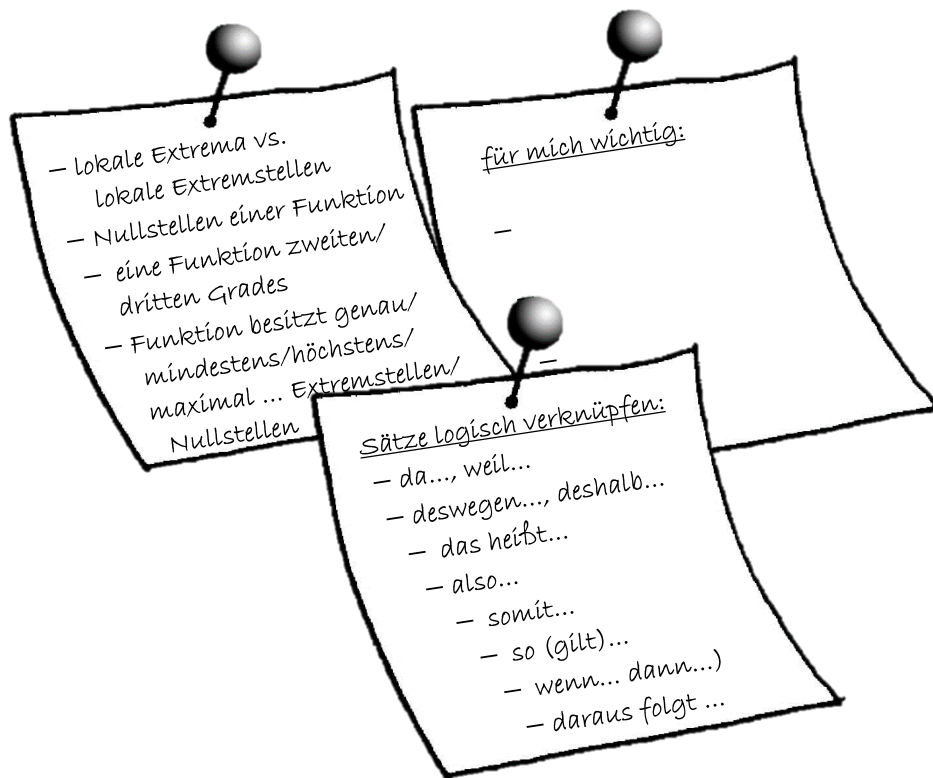 – lokale Extrema vs.
lokale Extremstellen
– Nullstellen einer Funktion
– eine Funktion zweiten/
dritten Grades
– Funktion besitzt genau/
mindestens/höchstens/
maximal ... Extremstellen/
Nullstellen
für mich wichtig:
–
–
Sätze logisch verknüpfen:
– da..., weil...
– deswegen..., deshalb...
– das heißt...
– also...
– somit...
– so (gilt)...
– wenn... dann...)
– daraus folgt ...